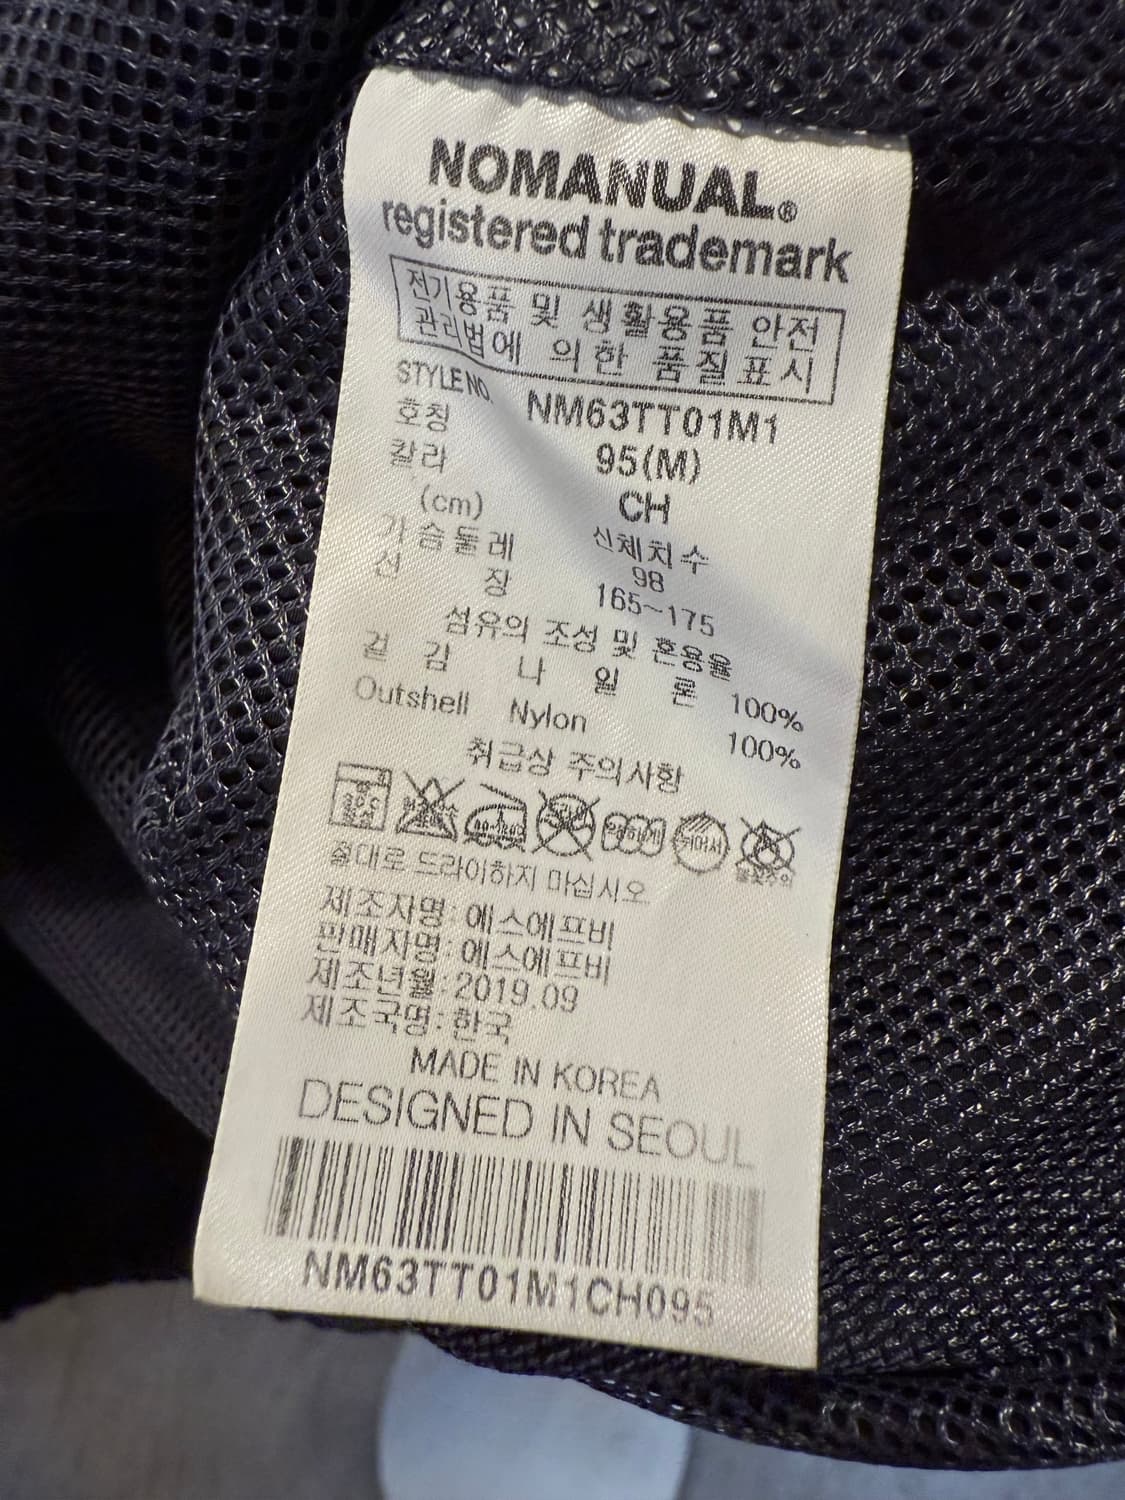 NOMANUAL®
registered trademark
전기용품 및 생활용품 안전
관리법에 의한 품질표시
STYLE NO. NM63TT01M1
호칭 95(M)
칼라 CH
(cm) 신체치수
가슴둘레 98
신 장 165~175
섬유의 조성 및 혼용율
겉 감 나 일 론 100%
Outshell Nylon 100%
취급상 주의사항
약하게
뉘어서
절대로 드라이하지 마십시오
제조자명: 에스에프비
판매자명: 에스에프비
제조년월: 2019.09
제조국명: 한국
MADE IN KOREA
DESIGNED IN SEOUL
NM63TT01M1CH095